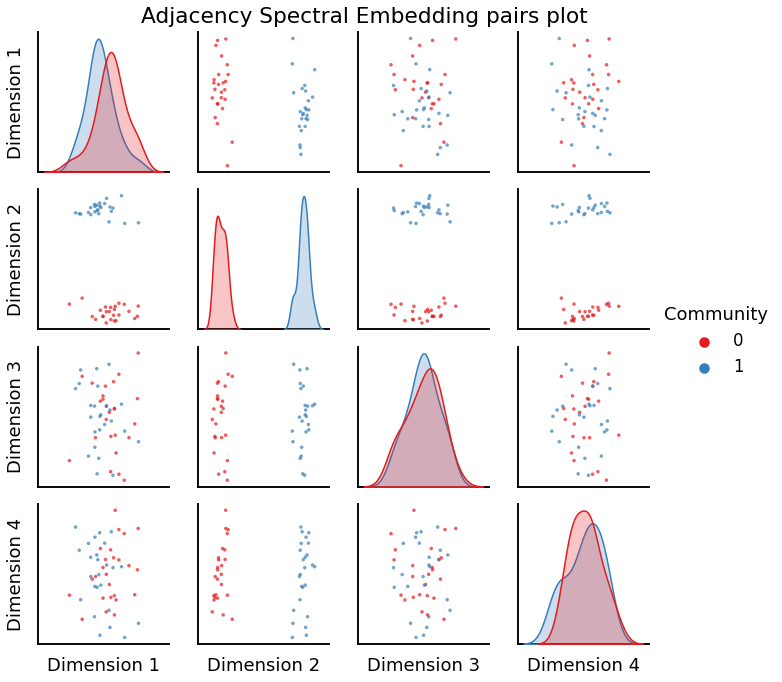 Adjacency Spectral Embedding pairs plot
Dimension 1
Dimension 2
Dimension 3
Dimension 4
Community
0
1
Dimension 1
Dimension 2
Dimension 3
Dimension 4